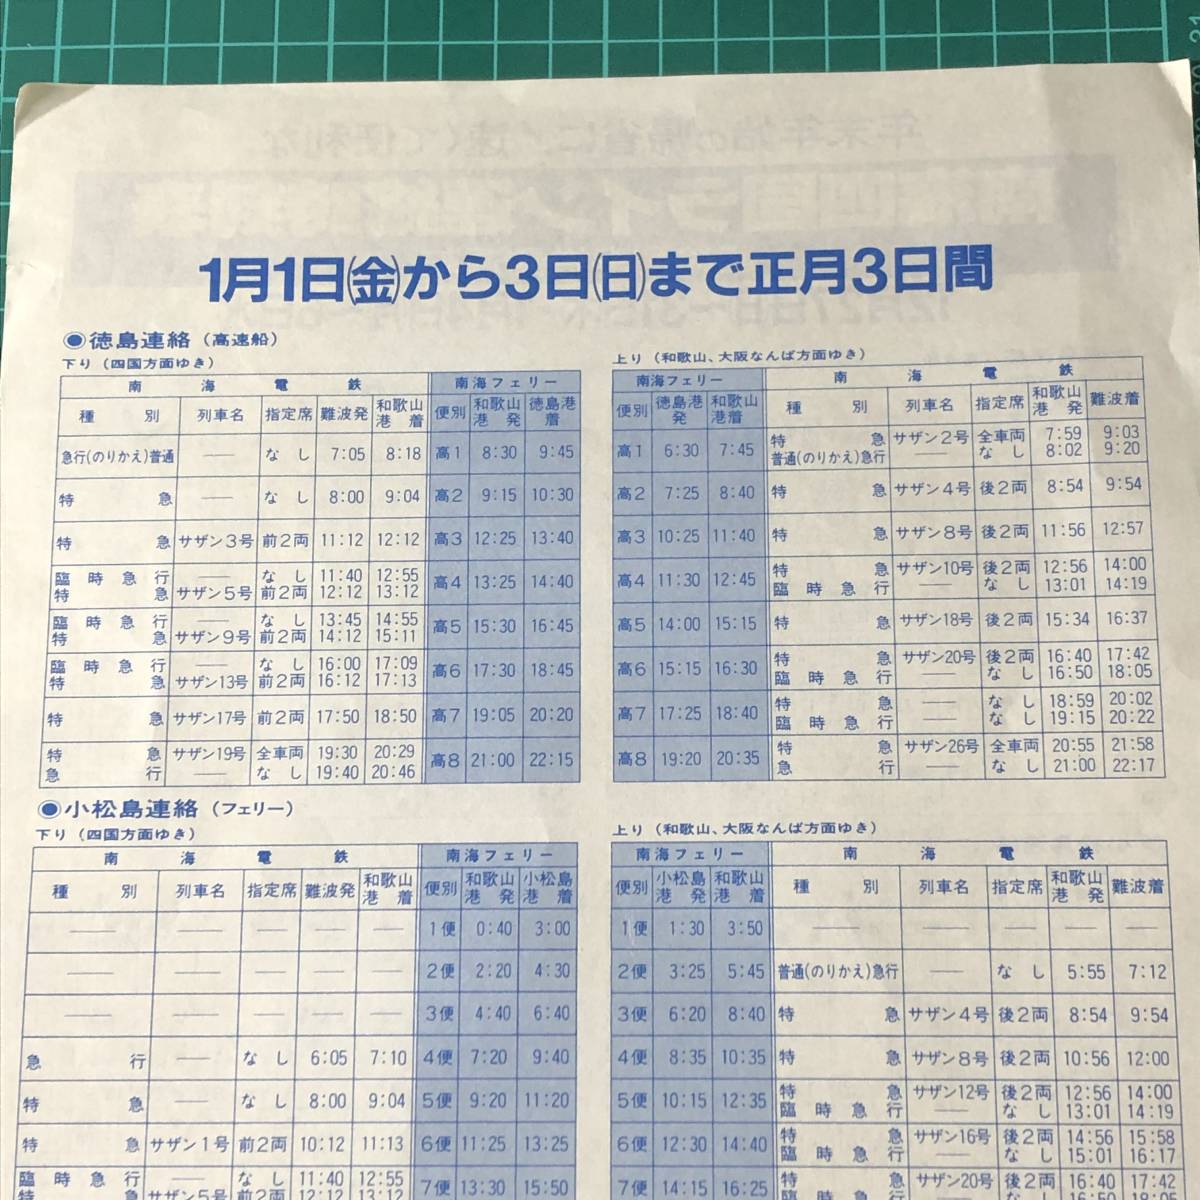 1月1日(金)から3日(日)まで正月3日間
◉徳島連絡(高速船)
下り(四国方面ゆき)
南海電鉄 南海フェリー
種別 列車名 指定席 難波発 和歌山港着 便別 和歌山港発 徳島港着
急行(のりかえ)普通 ── なし 7:05 8:18 高1 8:30 9:45
特急 ── なし 8:00 9:04 高2 9:15 10:30
特急 サザン3号 前2両 11:12 12:12 高3 12:25 13:40
臨時急行 ── なし 11:40 12:55 高4 13:25 14:40
特急 サザン5号 前2両 12:12 13:12
臨時急行 ── なし 13:45 14:55 高5 15:30 16:45
特急 サザン9号 前2両 14:12 15:11
臨時急行 ── なし 16:00 17:09 高6 17:30 18:45
特急 サザン13号 前2両 16:12 17:13
特急 サザン17号 前2両 17:50 18:50 高7 19:05 20:20
特急 サザン19号 全車両 19:30 20:29 高8 21:00 22:15
急行 ── なし 19:40 20:46
上り(和歌山、大阪なんば方面ゆき)
南海フェリー 南海電鉄
便別 徳島港発 和歌山港着 種別 列車名 指定席 和歌山港発 難波着
高1 6:30 7:45 特急 サザン2号 全車両 7:59 9:03
普通(のりかえ)急行 ── なし 8:02 9:20
高2 7:25 8:40 特急 サザン4号 後2両 8:54 9:54
高3 10:25 11:40 特急 サザン8号 後2両 11:56 12:57
高4 11:30 12:45 特急 サザン10号 後2両 12:56 14:00
臨時急行 ── なし 13:01 14:19
高5 14:00 15:15 特急 サザン18号 後2両 15:34 16:37
高6 15:15 16:30 特急 サザン20号 後2両 16:40 17:42
臨時急行 ── なし 16:50 18:05
高7 17:25 18:40 特急 ── なし 18:59 20:02
臨時急行 ── なし 19:15 20:22
高8 19:20 20:35 特急 サザン26号 全車両 20:55 21:58
急行 ── なし 21:00 22:17
◉小松島連絡(フェリー)
下り(四国方面ゆき)
南海電鉄 南海フェリー
種別 列車名 指定席 難波発 和歌山港着 便別 和歌山港発 小松島港着
── ── ── ── ── 1便 0:40 3:00
── ── ── ── ── 2便 2:20 4:30
── ── ── ── ── 3便 4:40 6:40
急行 ── なし 6:05 7:10 4便 7:20 9:40
特急 ── なし 8:00 9:04 5便 9:20 11:20
特急 サザン1号 前2両 10:12 11:13 6便 11:25 13:25
臨時急行 ── なし 11:40 12:55 7便 13:30 15:50
特急 サザン5号 前2両 12:12 13:12
上り(和歌山、大阪なんば方面ゆき)
南海フェリー 南海電鉄
便別 小松島港発 和歌山港着 種別 列車名 指定席 和歌山港発 難波着
1便 1:30 3:50 ── ── ── ── ──
2便 3:25 5:45 普通(のりかえ)急行 ── なし 5:55 7:12
3便 6:20 8:40 特急 サザン4号 後2両 8:54 9:54
4便 8:35 10:35 特急 サザン8号 後2両 10:56 12:00
5便 10:15 12:35 特急 サザン12号 後2両 12:56 14:00
臨時急行 ── なし 13:01 14:19
6便 12:30 14:40 特急 サザン16号 後2両 14:56 15:58
臨時急行 ── なし 15:01 16:17
7便 14:15 16:25 特急 サザン20号 後2両 16:40 17:42
臨時急行 ── なし 16:50 18:05